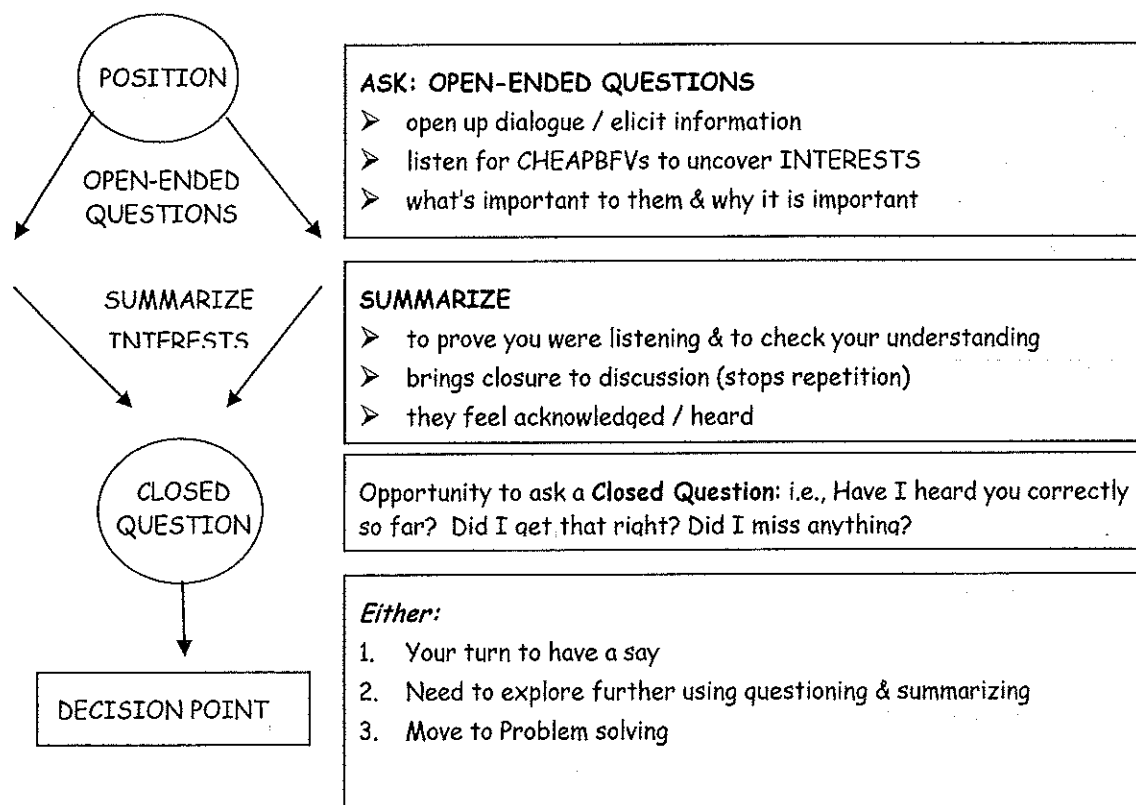 POSITION
OPEN-ENDED
QUESTIONS
SUMMARIZE
INTERESTS
CLOSED
QUESTION
DECISION POINT
ASK: OPEN-ENDED QUESTIONS
➢ open up dialogue / elicit information
➢ listen for CHEAPBFVs to uncover INTERESTS
➢ what's important to them & why it is important
SUMMARIZE
➢ to prove you were listening & to check your understanding
➢ brings closure to discussion (stops repetition)
➢ they feel acknowledged / heard
Opportunity to ask a Closed Question: i.e., Have I heard you correctly
so far? Did I get that right? Did I miss anything?
Either:
1. Your turn to have a say
2. Need to explore further using questioning & summarizing
3. Move to Problem solving